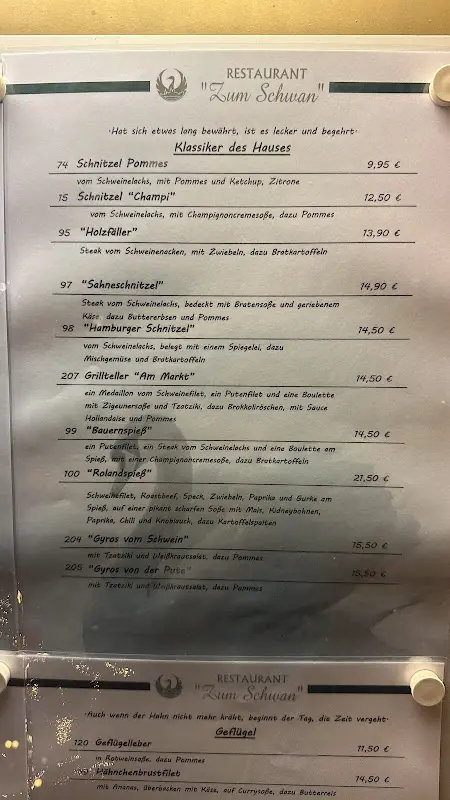 RESTAURANT
"Zum Schwan"
·Hat sich etwas lang bewährt, ist es lecker und begehrt·
Klassiker des Hauses
74 Schnitzel Pommes 9,95 €
vom Schweinelachs, mit Pommes und Ketchup, Zitrone
15 Schnitzel "Champi" 12,50 €
vom Schweinelachs, mit Champignoncremesoße, dazu Pommes
95 "Holzfäller" 13,90 €
Steak vom Schweinenacken, mit Zwiebeln, dazu Bratkartoffeln
97 "Sahneschnitzel" 14,90 €
Steak vom Schweinelachs, bedeckt mit Bratensoße und geriebenem
Käse, dazu Buttererbsen und Pommes
98 "Hamburger Schnitzel" 14,50 €
vom Schweinelachs, belegt mit einem Spiegelei, dazu
Mischgemüse und Bratkartoffeln
207 Grillteller "Am Markt" 14,50 €
ein Medaillon vom Schweinefilet, ein Putenfilet und eine Boulette
mit Zigeunersoße und Tzatziki, dazu Brokkoliröschen, mit Sauce
Hollandaise und Pommes
99 "Bauernspieß" 14,50 €
ein Putenfilet, ein Steak vom Schweinelachs und eine Boulette am
Spieß, mit einer Champignoncremesoße, dazu Bratkartoffeln
100 "Rolandspieß" 21,50 €
Schweinefilet, Roastbeef, Speck, Zwiebeln, Paprika und Gurke am
Spieß, auf einer pikant scharfen Soße mit Mais, Kidneybohnen,
Paprika, Chili und Knoblauch, dazu Kartoffelspalten
204 "Gyros vom Schwein" 15,50 €
mit Tzatziki und Weißkrautsalat, dazu Pommes
205 "Gyros von der Pute" 15,50 €
mit Tzatziki und Weißkrautsalat, dazu Pommes
RESTAURANT
"Zum Schwan"
·Auch wenn der Hahn nicht mehr kräht, beginnt der Tag, die Zeit vergeht·
Geflügel
120 Geflügelleber 11,50 €
in Rotweinsoße, dazu Pommes
Hähnchenbrustfilet 14,50 €
mit Ananas, überbacken mit Käse, auf Currysoße, dazu Butterreis